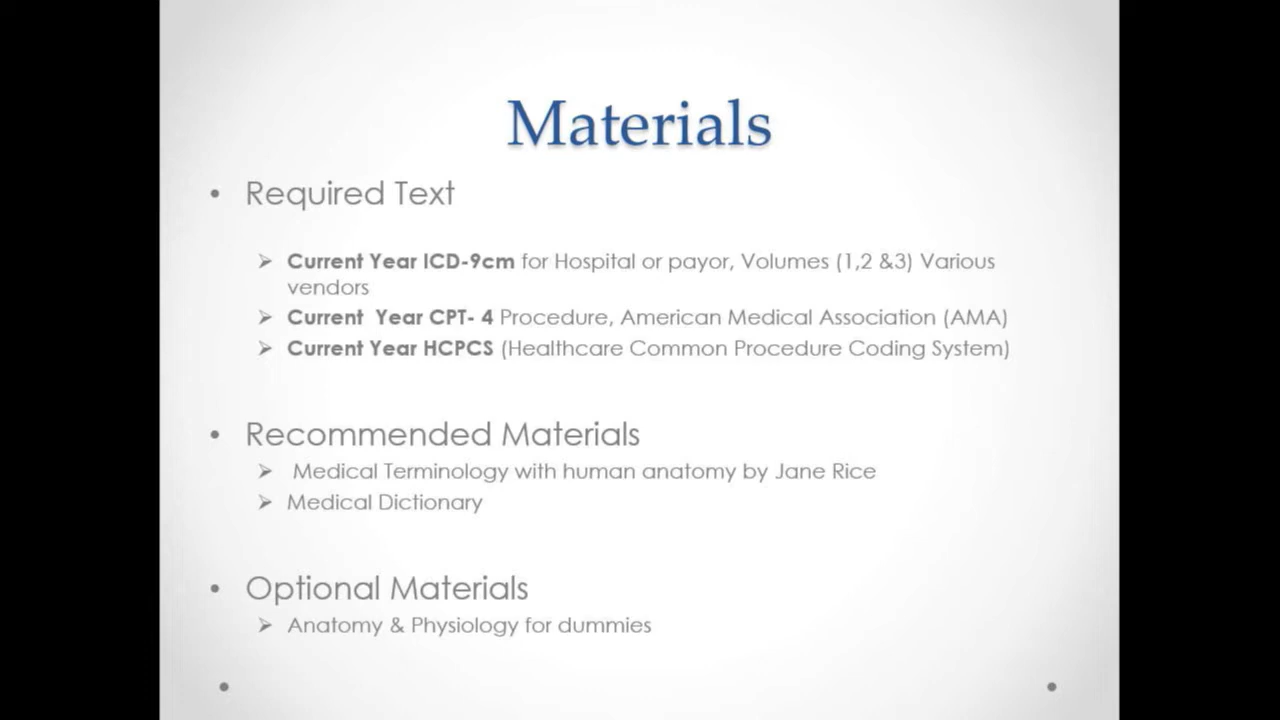 Materials
• Required Text
➢ Current Year ICD-9cm for Hospital or payor, Volumes (1,2 &3) Various
vendors
➢ Current  Year CPT- 4 Procedure, American Medical Association (AMA)
➢ Current Year HCPCS (Healthcare Common Procedure Coding System)
• Recommended Materials
➢ Medical Terminology with human anatomy by Jane Rice
➢ Medical Dictionary
• Optional Materials
➢ Anatomy & Physiology for dummies